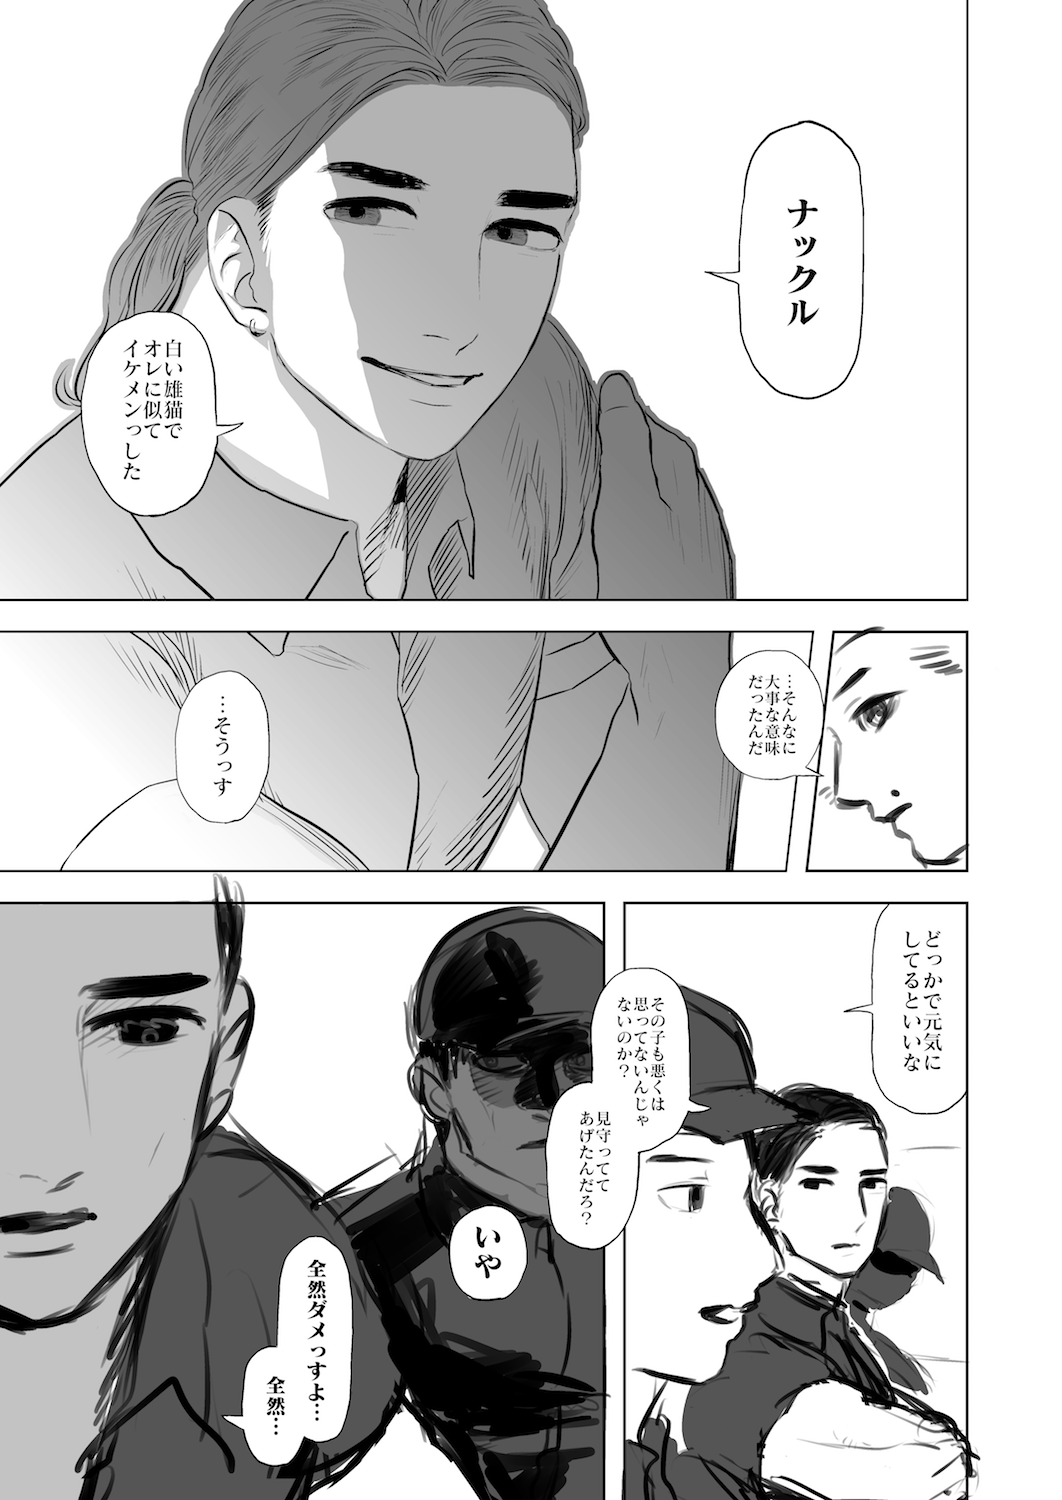 ナックル
白い雄猫で
オレに似て
イケメンっした
…そんなに
大事な意味
だったんだ
…そうっす
どっかで元気に
してるといいな
その子も悪くは
思ってないんじゃ
ないのか?
見守ってて
あげたんだろ?
いや
全然ダメっすよ…
全然…